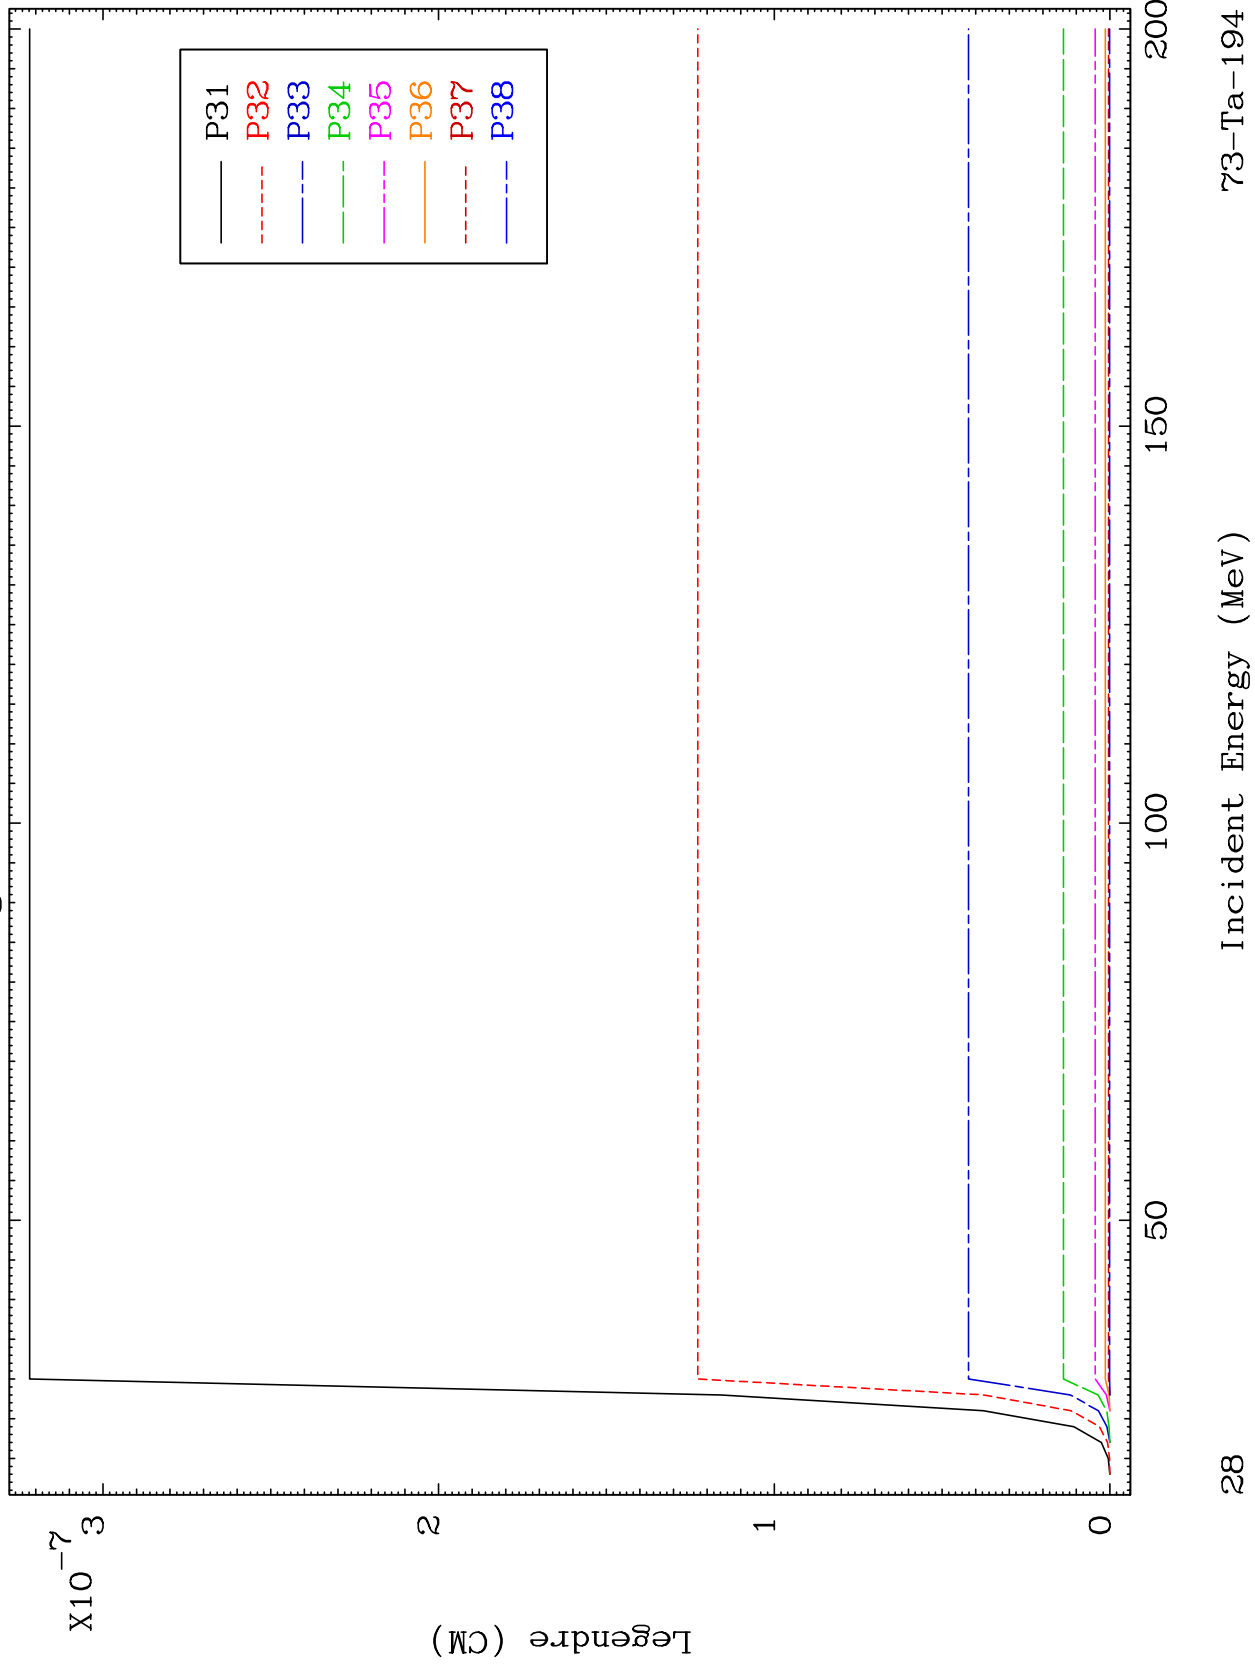 X10⁻⁷
3
2
1
0
Legendre (CM)
P31
P32
P33
P34
P35
P36
P37
P38
50
100
150
200
Incident Energy (MeV)
28
73-Ta-194